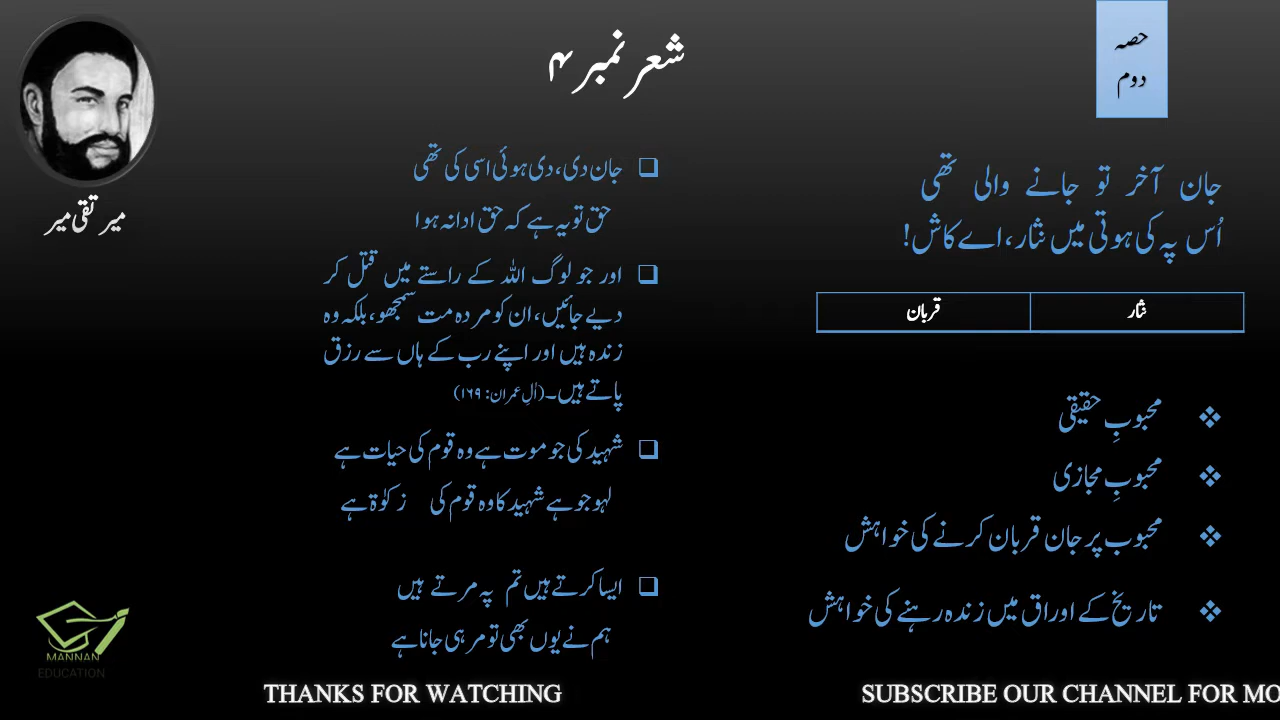 حصہ
دوم
شعر نمبر ۴
میر تقی میر
جان آخر تو جانے والی تھی
اُس پہ کی ہوتی میں نثار، اے کاش!
نثار
قربان
محبوبِ حقیقی
محبوبِ مجازی
محبوب پر جان قربان کرنے کی خواہش
تاریخ کے اوراق میں زندہ رہنے کی خواہش
جان دی، دی ہوئی اسی کی تھی
حق تو یہ ہے کہ حق ادا نہ ہوا
اور جو لوگ اللہ کے راستے میں قتل کر
دیے جائیں، ان کو مردہ مت سمجھو، بلکہ وہ
زندہ ہیں اور اپنے رب کے ہاں سے رزق
پاتے ہیں۔ (اٰلِ عمران: ۱۶۹)
شہید کی جو موت ہے وہ قوم کی حیات ہے
لہو جو ہے شہید کا وہ قوم کی زکوٰۃ ہے
ایسا کرتے ہیں تم پہ مرتے ہیں
ہم نے یوں بھی تو مر ہی جانا ہے
MANNAN
EDUCATION
THANKS FOR WATCHING
SUBSCRIBE OUR CHANNEL FOR MO